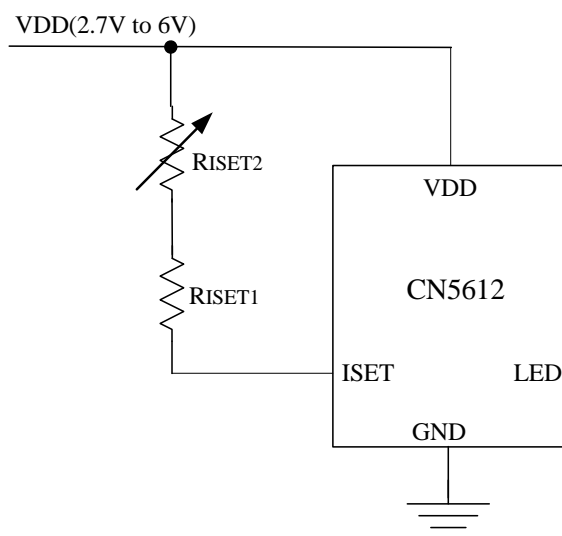 VDD(2.7V to 6V)
RISET2
VDD
CN5612
RISET1
ISET
LED
GND